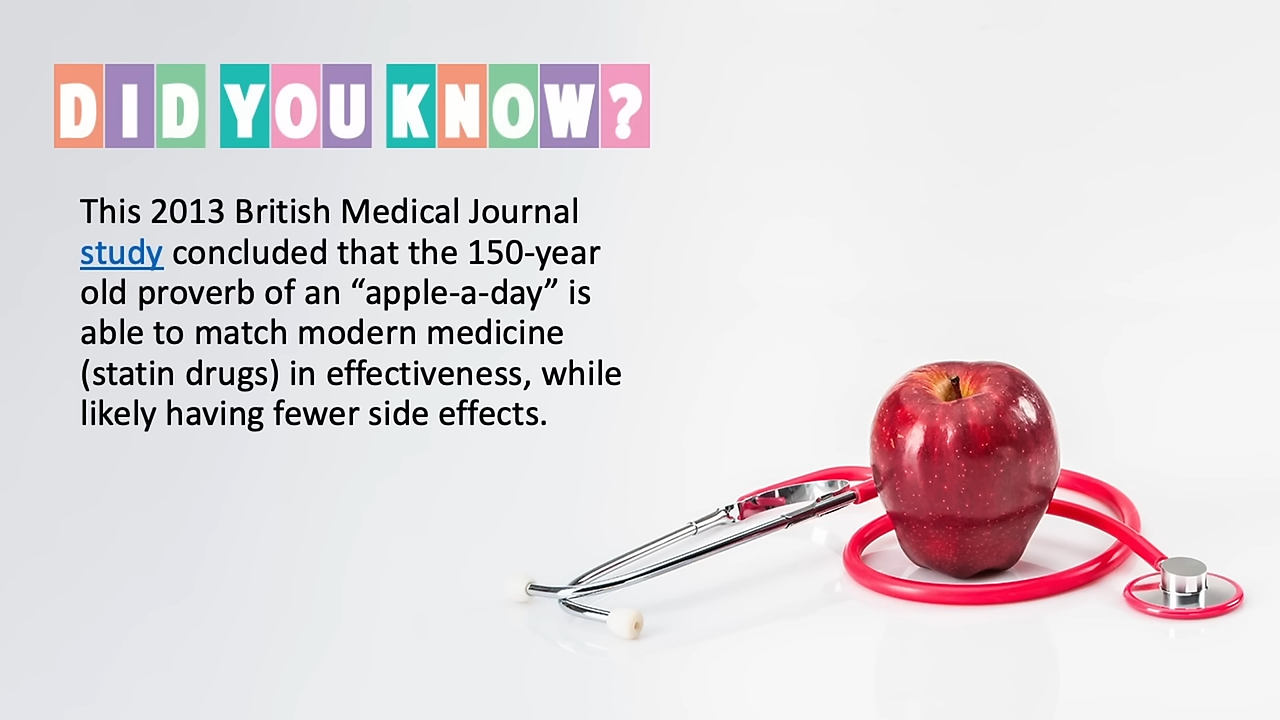 DID YOU KNOW?
This 2013 British Medical Journal
study concluded that the 150-year
old proverb of an “apple-a-day” is
able to match modern medicine
(statin drugs) in effectiveness, while
likely having fewer side effects.